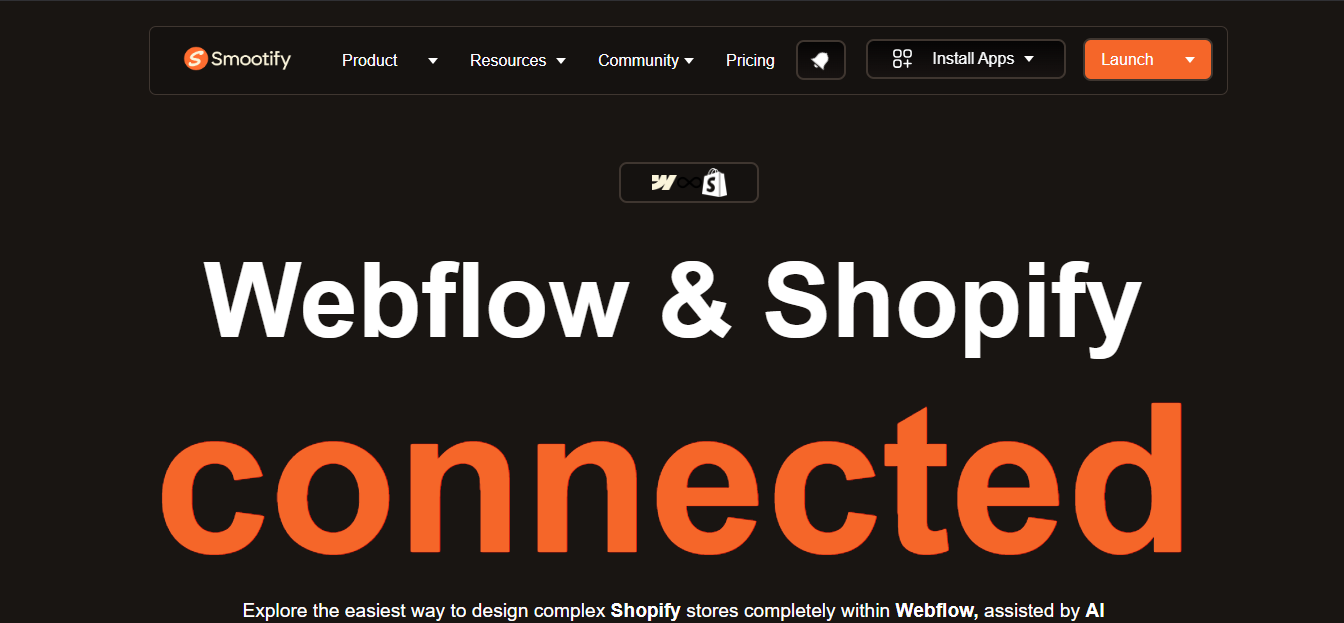 Smootify
Product
Resources
Community
Pricing
Install Apps
Launch
Webflow & Shopify
connected
Explore the easiest way to design complex Shopify stores completely within Webflow, assisted by AI